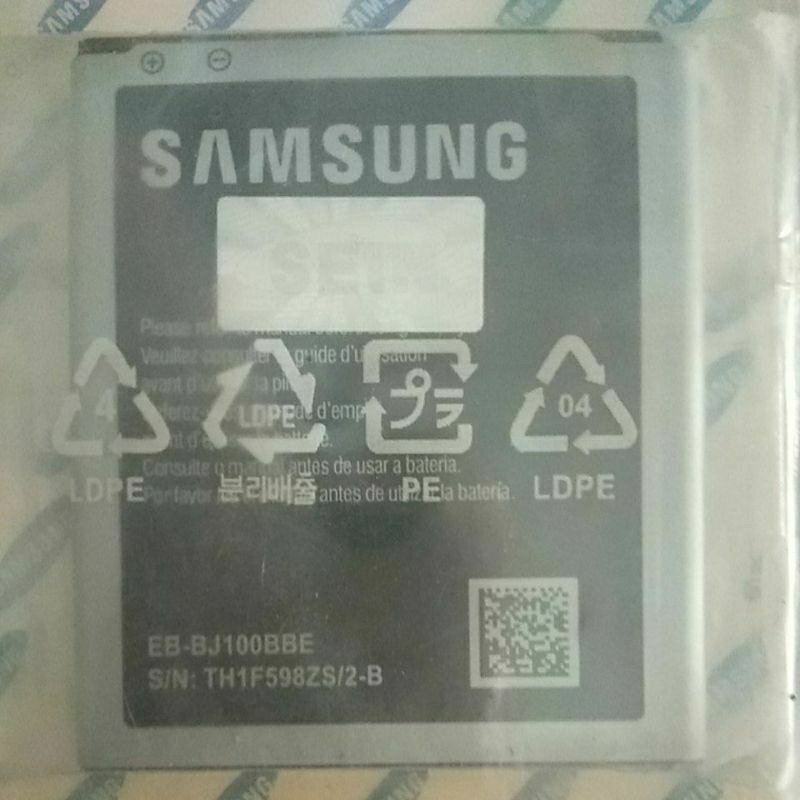 SAMSUNG
Veuillez consulter le guide d'utilisation
avant d'utiliser la pile.
Consulte o manual antes de usar a bateria.
Por favor antes de utilizar la batería.
4
LDPE
プラ
04
LDPE
분리배출
PE
LDPE
EB-BJ100BBE
S/N: TH1F598ZS/2-B